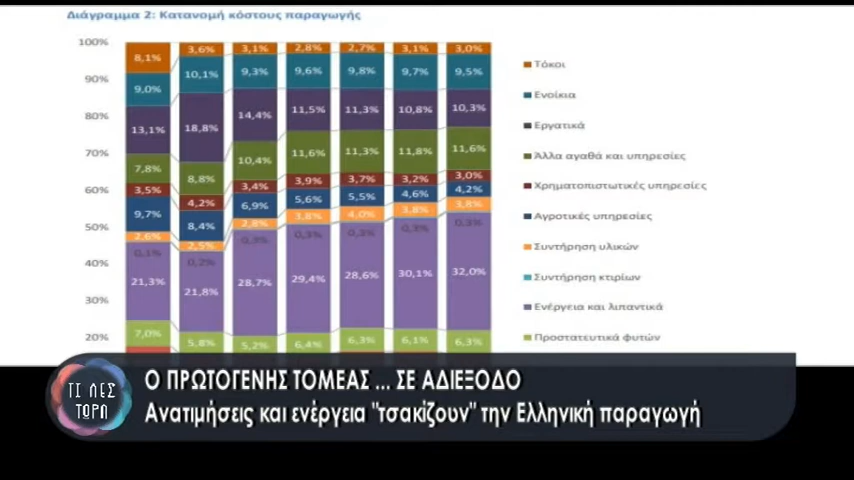 Διάγραμμα 2: Κατανομή κόστους παραγωγής
100%
90%
80%
70%
60%
50%
40%
30%
20%
8,1% 3,6% 3,1% 2,8% 2,7% 3,1% 3,0%
9,0% 10,1% 9,3% 9,6% 9,8% 9,7% 9,5%
13,1% 18,8% 14,4% 11,5% 11,3% 10,8% 10,3%
7,8% 8,8% 10,4% 11,6% 11,3% 11,8% 11,6%
3,5% 4,2% 3,4% 3,9% 3,7% 3,2% 3,0%
9,7% 8,4% 6,9% 5,6% 5,5% 4,6% 4,2%
2,6% 2,5% 2,8% 3,8% 4,0% 3,8% 3,8%
0,1% 0,2% 0,3% 0,3% 0,3% 0,3% 0,3%
21,3% 21,8% 28,7% 29,4% 28,6% 30,1% 32,0%
7,0% 5,8% 5,2% 6,4% 6,3% 6,1% 6,3%
Τόκοι
Ενοίκια
Εργατικά
Άλλα αγαθά και υπηρεσίες
Χρηματοπιστωτικές υπηρεσίες
Αγροτικές υπηρεσίες
Συντήρηση υλικών
Συντήρηση κτιρίων
Ενέργεια και λιπαντικά
Προστατευτικά φυτών
ΤΙ ΛΕΣ
ΤΩΡΑ
Ο ΠΡΩΤΟΓΕΝΗΣ ΤΟΜΕΑΣ ... ΣΕ ΑΔΙΕΞΟΔΟ
Ανατιμήσεις και ενέργεια "τσακίζουν" την Ελληνική παραγωγή